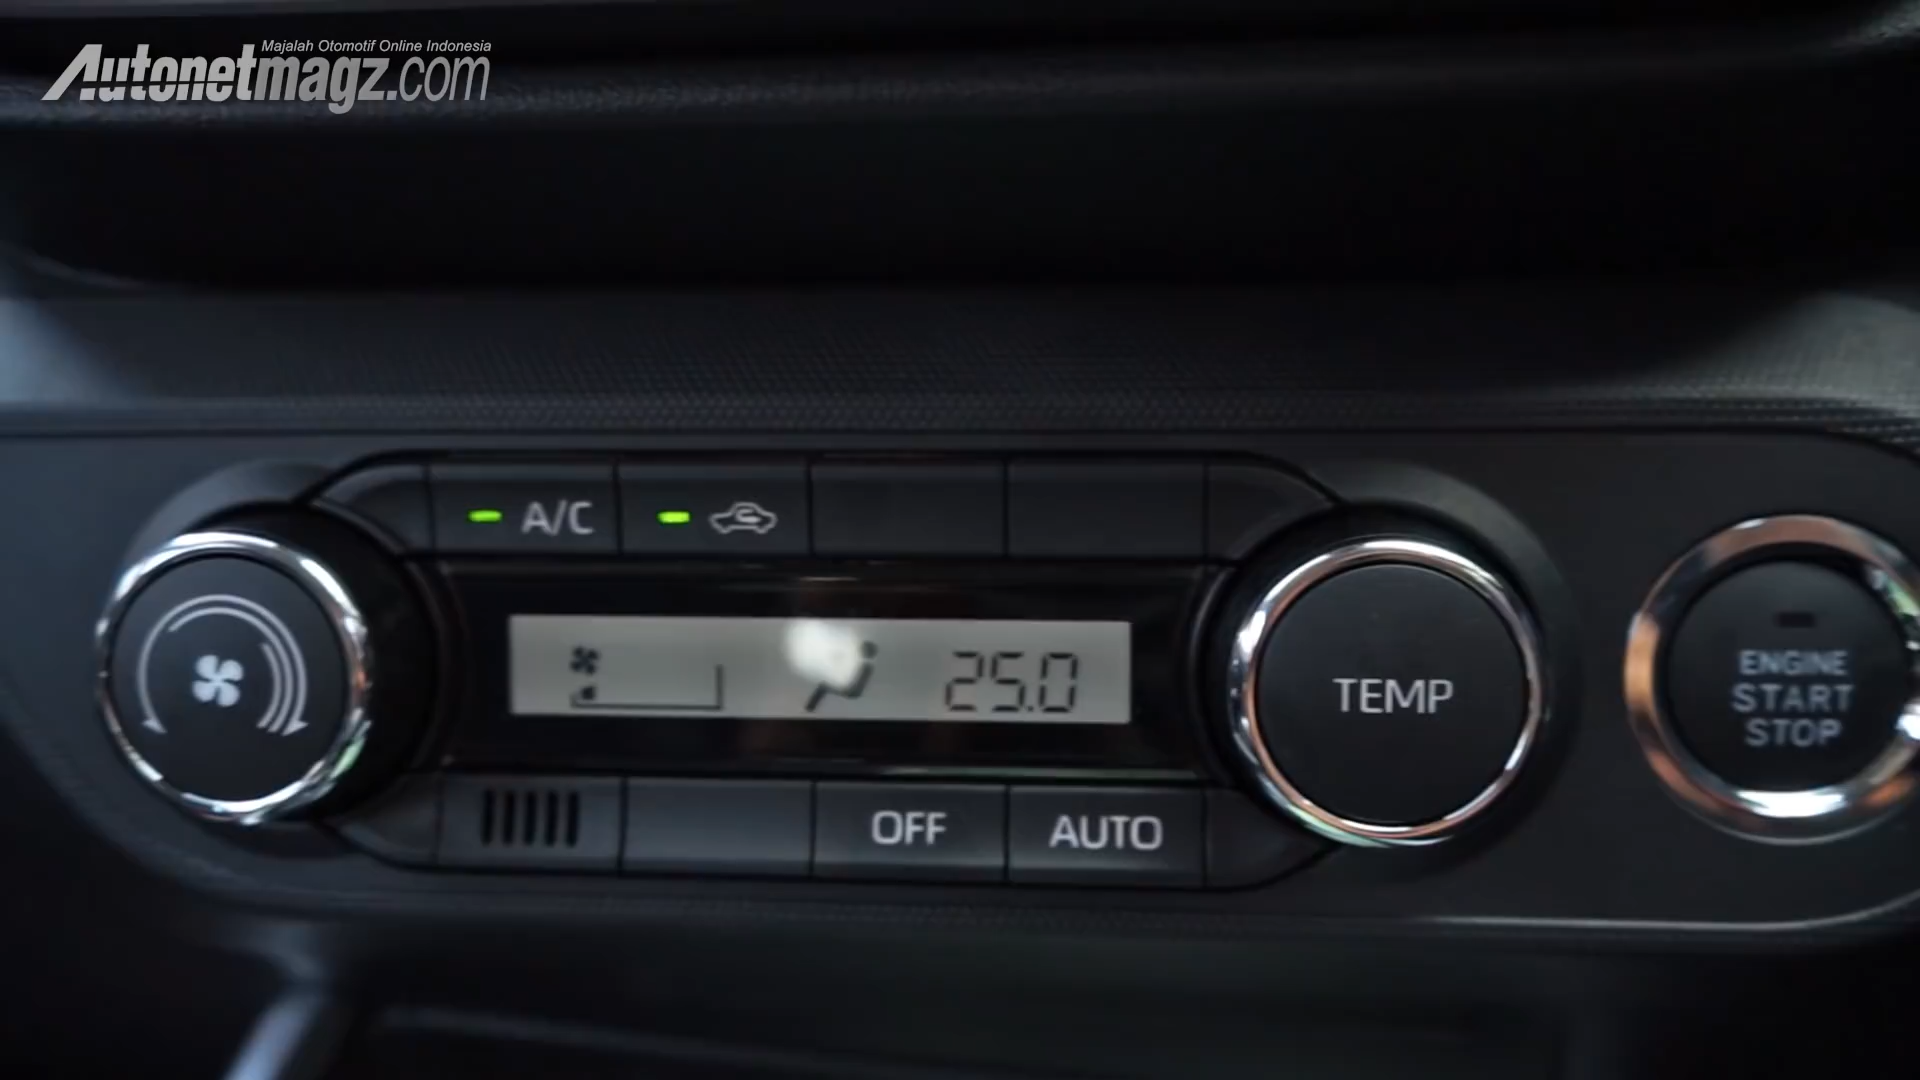 Majalah Otomotif Online Indonesia
Autonetmagz.com
A/C
25.0
TEMP
ENGINE
START
STOP
OFF
AUTO